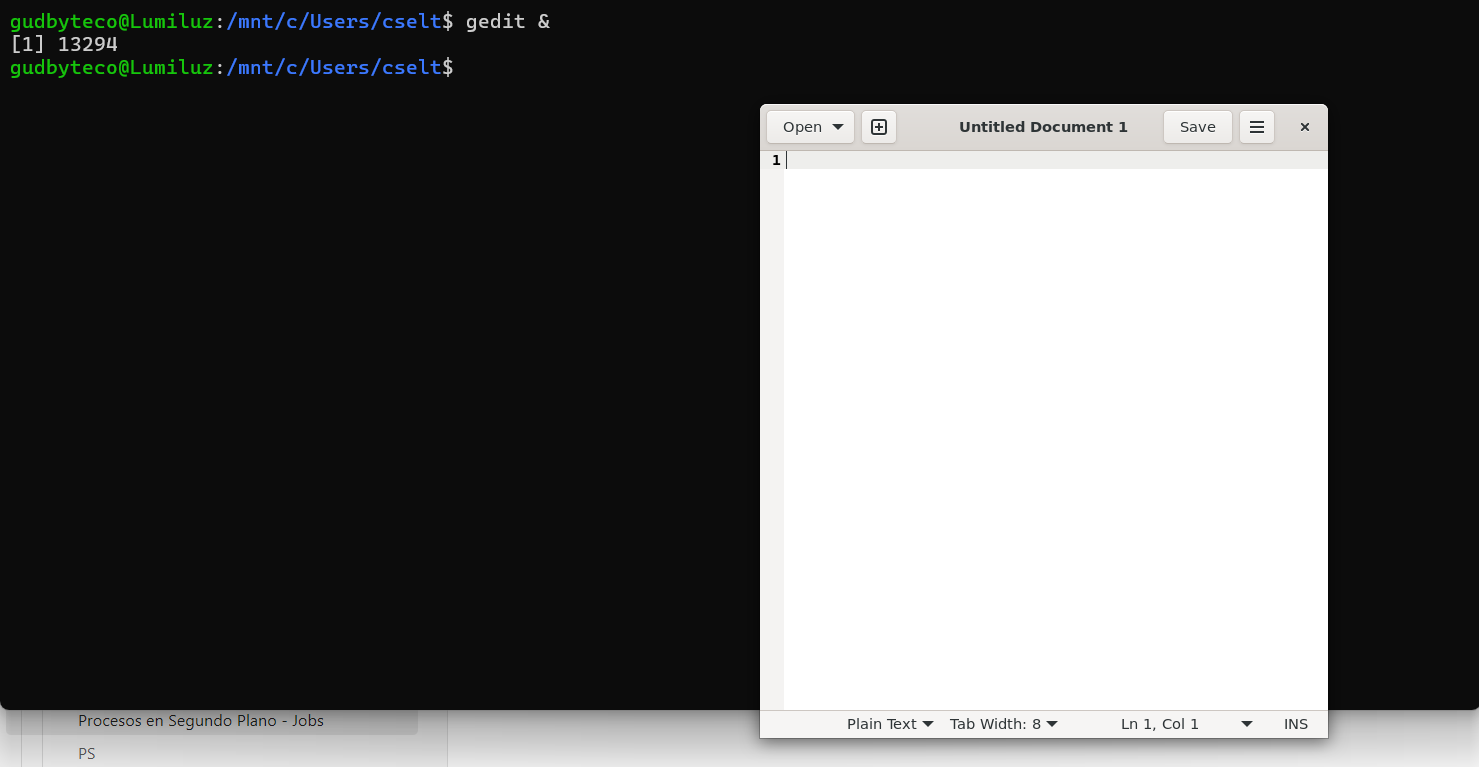 gudbyteco@Lumiluz:/mnt/c/Users/cselt$ gedit &
[1] 13294
gudbyteco@Lumiluz:/mnt/c/Users/cselt$
Open Untitled Document 1 Save
1
Plain Text Tab Width: 8 Ln 1, Col 1 INS
Procesos en Segundo Plano - Jobs
PS